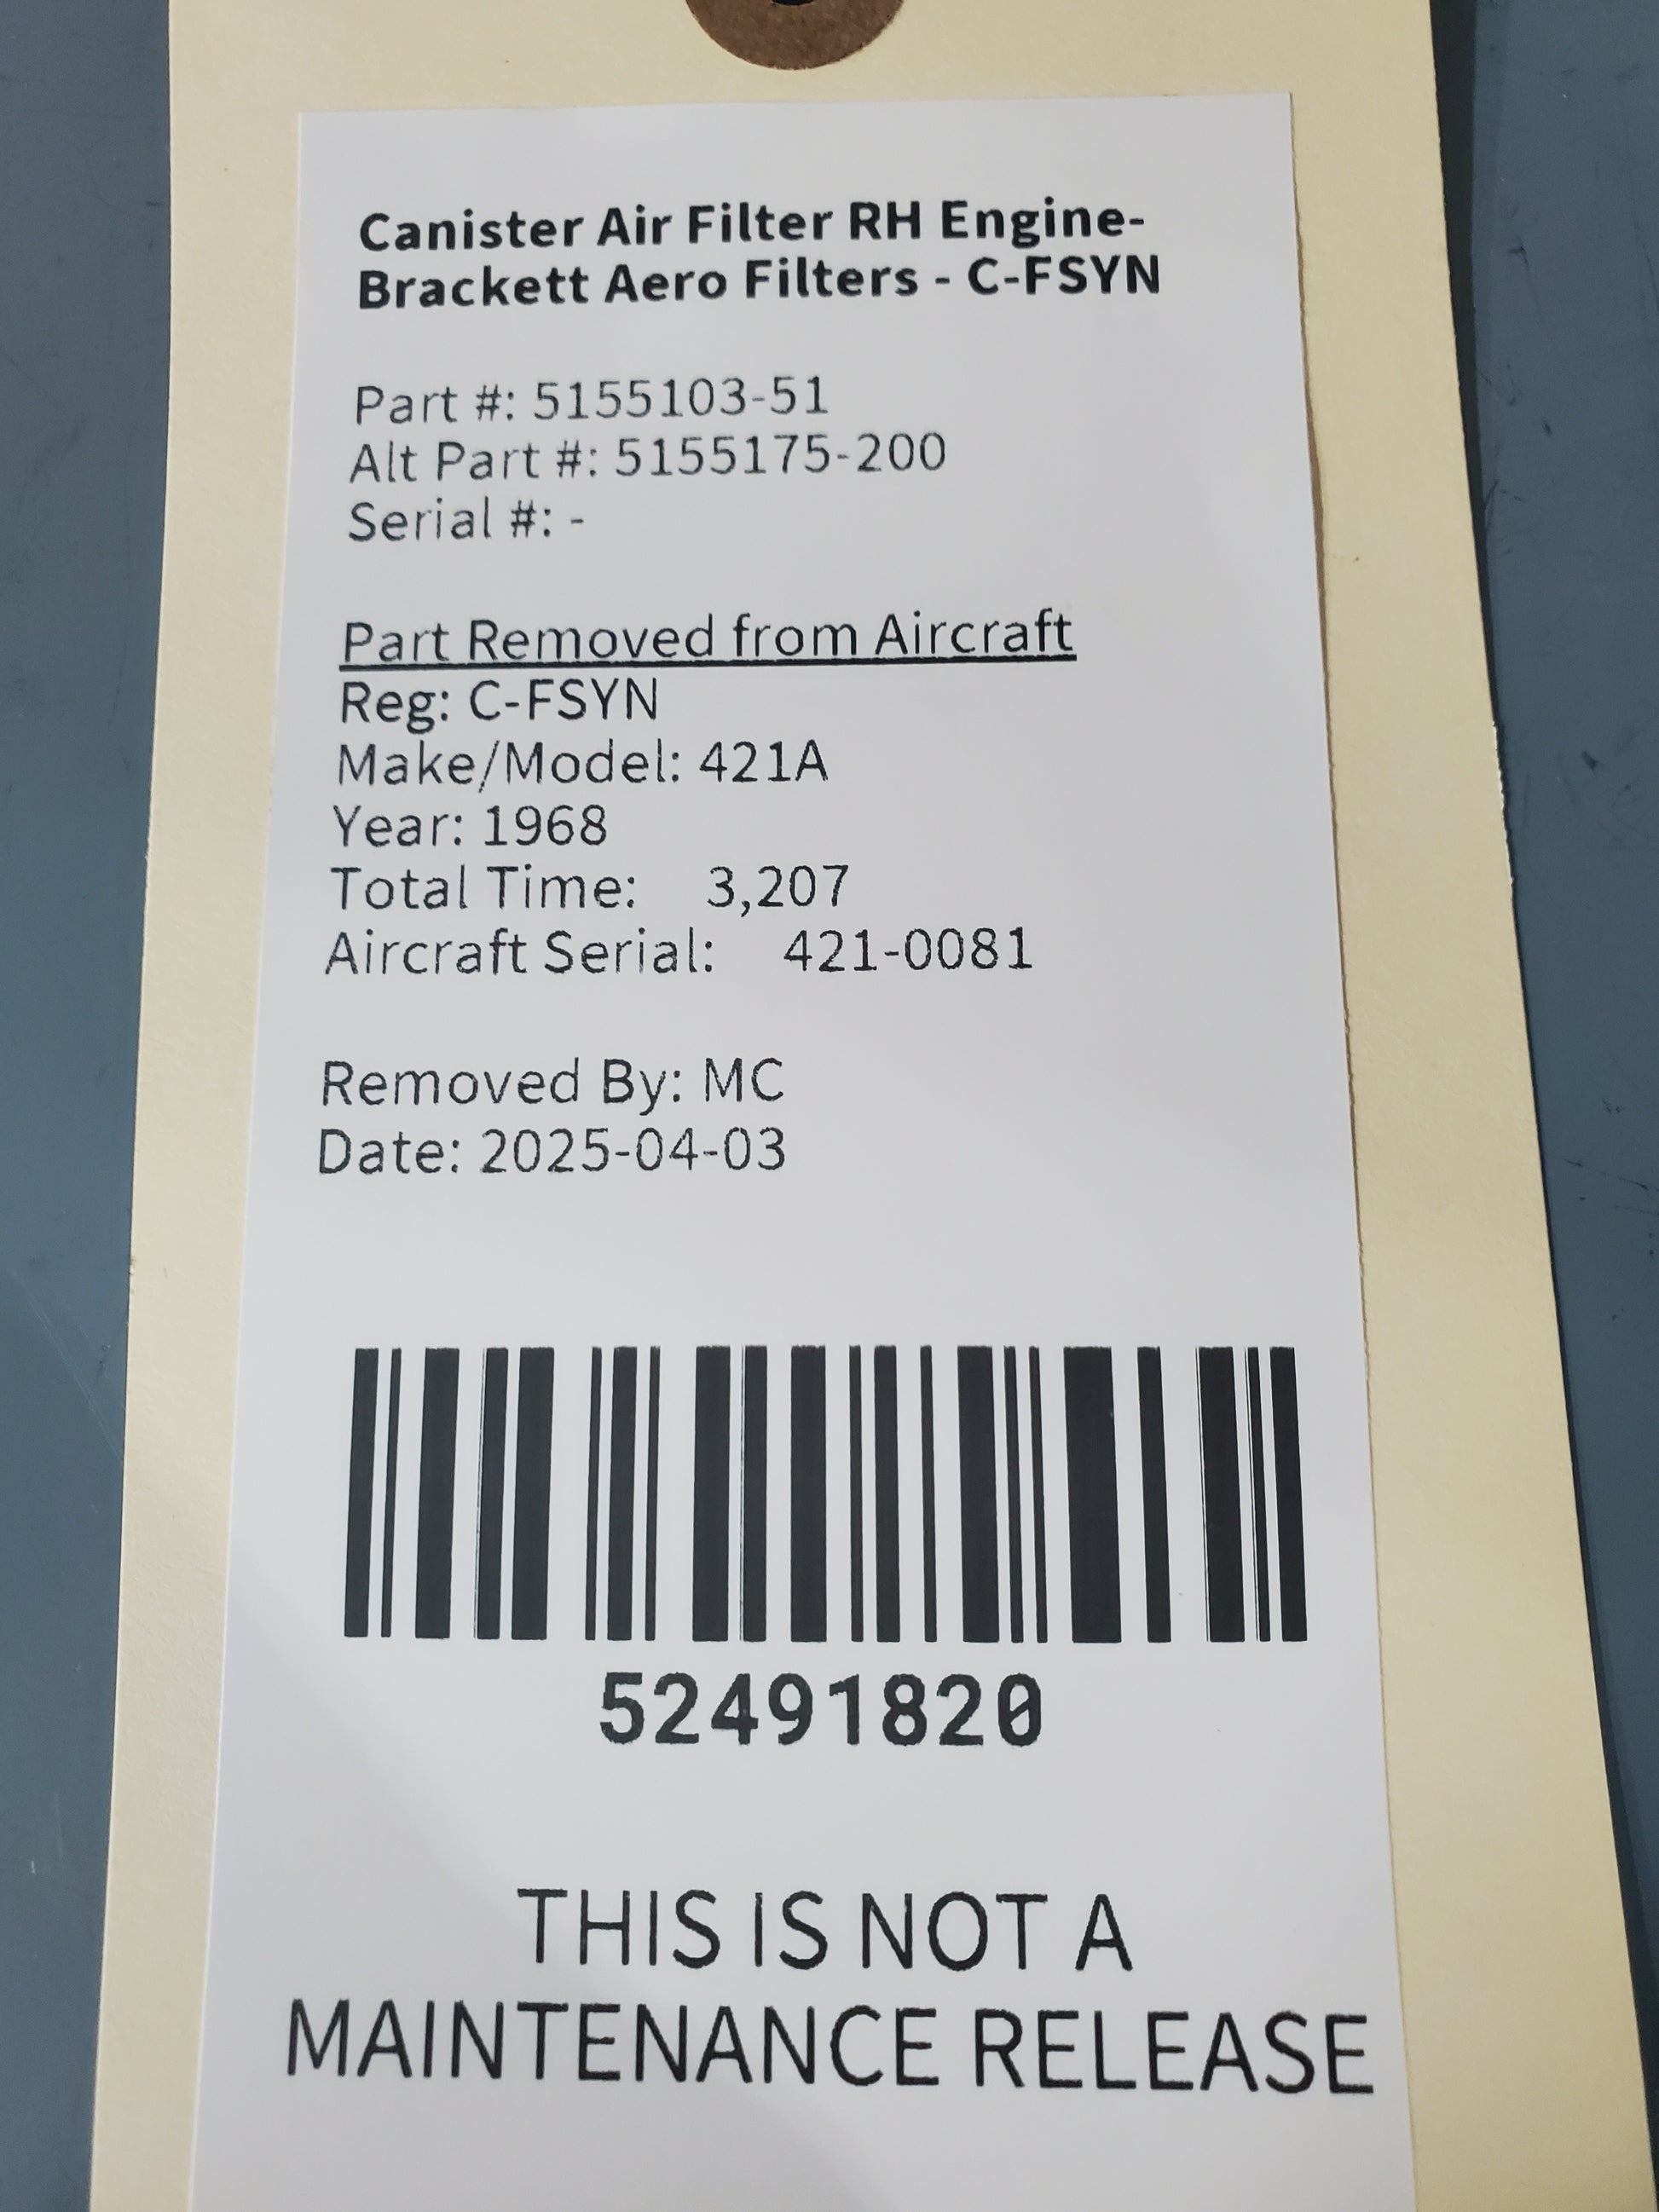 Canister Air Filter RH Engine-
Brackett Aero Filters - C-FSYN
Part #: 5155103-51
Alt Part #: 5155175-200
Serial #: -
Part Removed from Aircraft
Reg: C-FSYN
Make/Model: 421A
Year: 1968
Total Time: 3,207
Aircraft Serial: 421-0081
Removed By: MC
Date: 2025-04-03
52491820
THIS IS NOT A
MAINTENANCE RELEASE